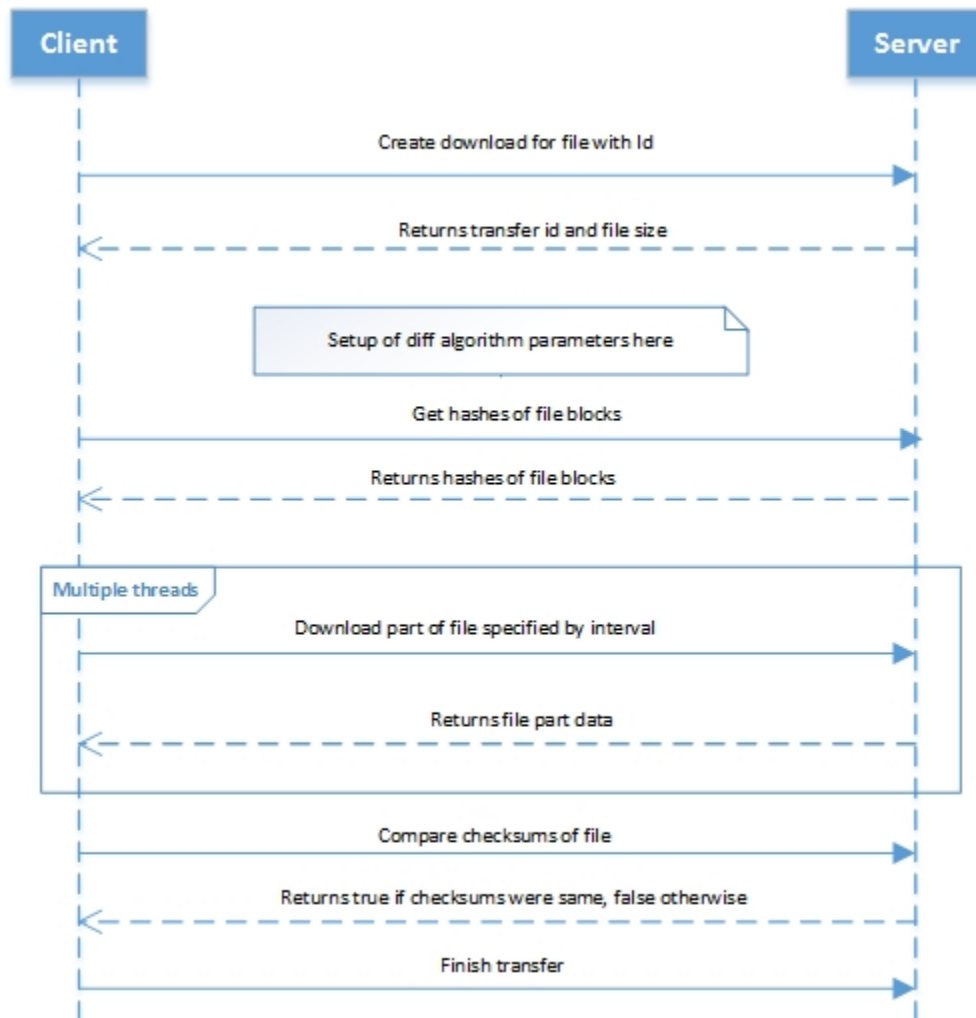 Client
Server
Create download for file with Id
Returns transfer id and file size
Setup of diff algorithm parameters here
Get hashes of file blocks
Returns hashes of file blocks
Multiple threads
Download part of file specified by interval
Returns file part data
Compare checksums of file
Returns true if checksums were same, false otherwise
Finish transfer